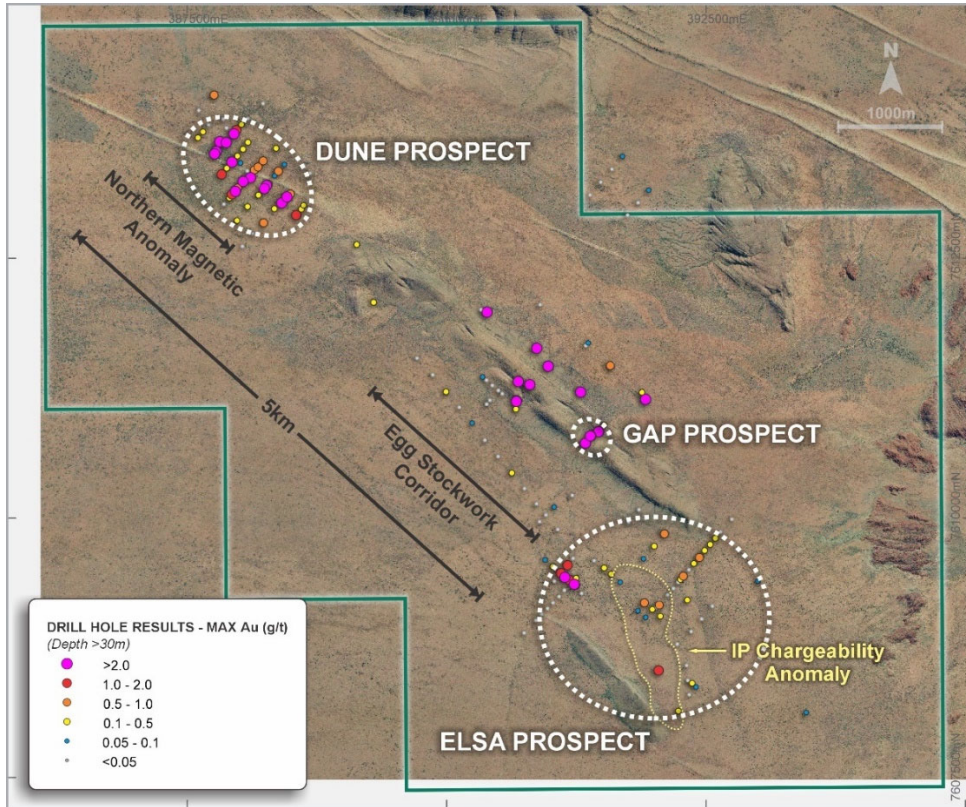 387500mE
392500mE
N
1000m
DUNE PROSPECT
Northern Magnetic
Anomaly
5km
Egg Stockwork
Corridor
GAP PROSPECT
7610000mN
IP Chargeability
Anomaly
ELSA PROSPECT
7607500mN
DRILL HOLE RESULTS - MAX Au (g/t)
(Depth >30m)
>2.0
1.0 - 2.0
0.5 - 1.0
0.1 - 0.5
0.05 - 0.1
<0.05